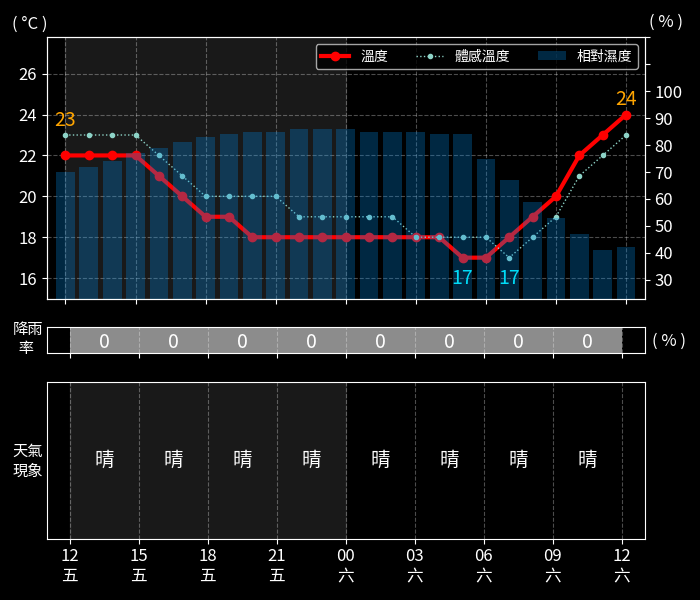 ( °C )
( % )
溫度
體感溫度
相對濕度
26
24
22
20
18
16
100
90
80
70
60
50
40
30
23
24
17
17
降雨
率
0 0 0 0 0 0 0 0
( % )
天氣
現象
晴 晴 晴 晴 晴 晴 晴 晴
12 15 18 21 00 03 06 09 12
五 五 五 五 六 六 六 六 六